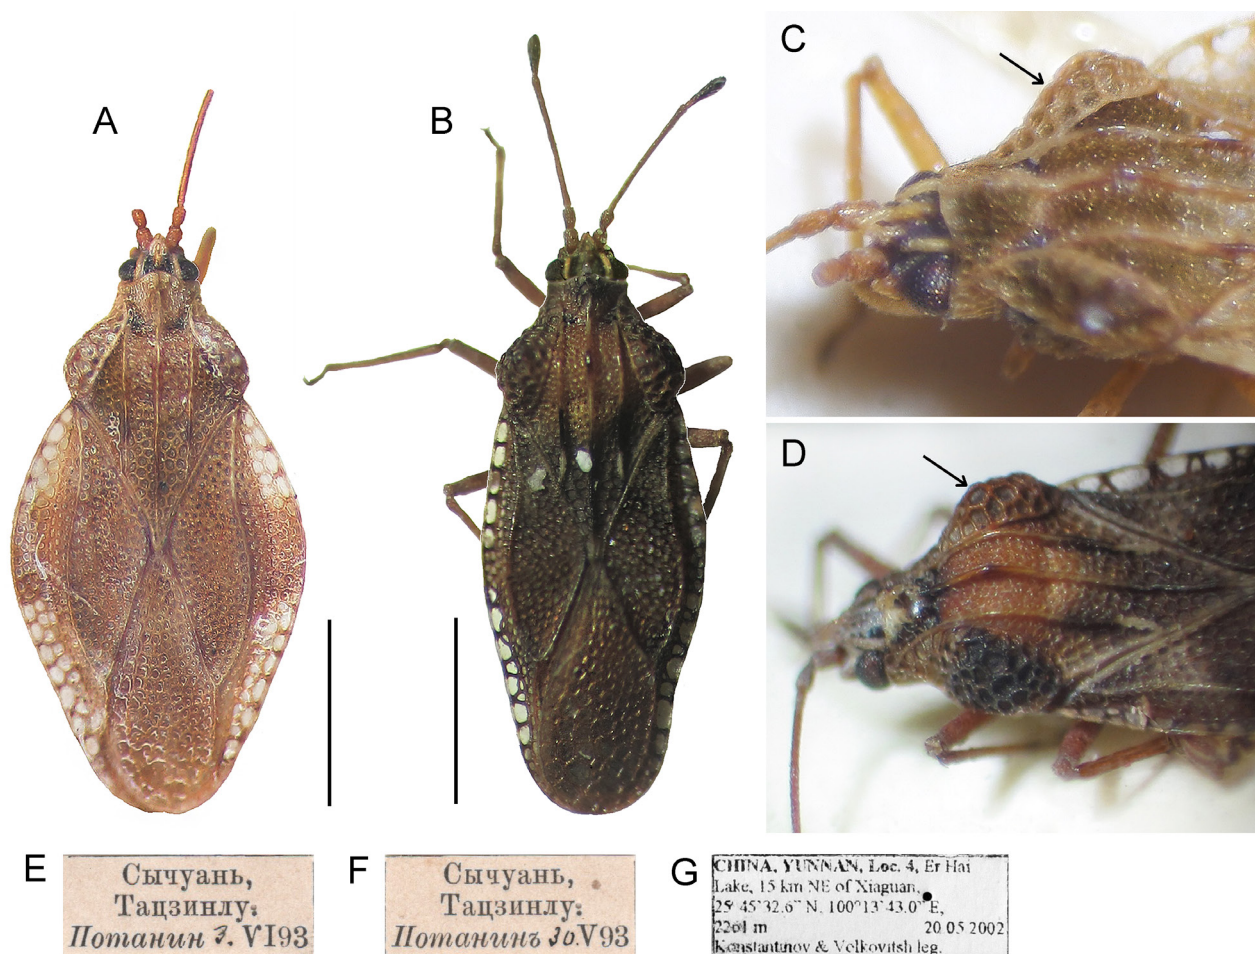 A
B
C
D
E
Сычуань,
Тацзинлу.
Потанин 3. VI93
F
Сычуань,
Тацзинлу.
Потанинъ 30.V93
G
CHINA, YUNNAN, Loc. 4, Er Hai
Lake, 15 km NE of Xiaguan,
25° 45'32.6" N, 100°13'43.0" E,
2261 m 20.05.2002
Konstantinov & Volkovitsh leg.